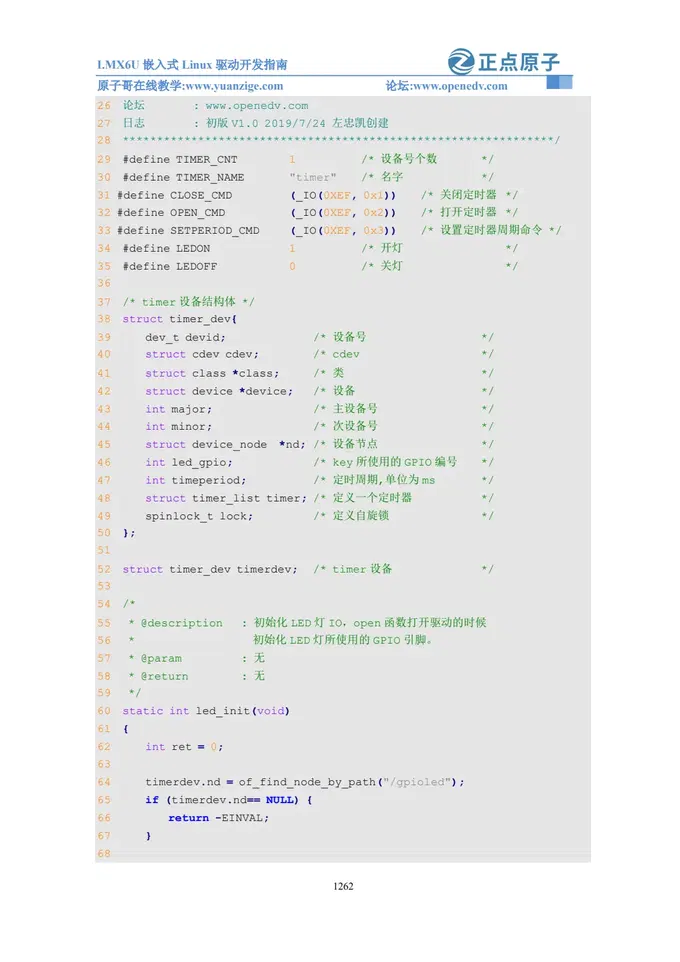 I.MX6U 嵌入式 Linux 驱动开发指南
正点原子
原子哥在线教学:www.yuanzige.com 论坛:www.openedv.com
26 论坛 : www.openedv.com
27 日志 : 初版 V1.0 2019/7/24 左忠凯创建
28 ***************************************************************/
29 #define TIMER_CNT 1 /* 设备号个数 */
30 #define TIMER_NAME "timer" /* 名字 */
31 #define CLOSE_CMD (_IO(0XEF, 0x1)) /* 关闭定时器 */
32 #define OPEN_CMD (_IO(0XEF, 0x2)) /* 打开定时器 */
33 #define SETPERIOD_CMD (_IO(0XEF, 0x3)) /* 设置定时器周期命令 */
34 #define LEDON 1 /* 开灯 */
35 #define LEDOFF 0 /* 关灯 */
36
37 /* timer 设备结构体 */
38 struct timer_dev{
39 dev_t devid; /* 设备号 */
40 struct cdev cdev; /* cdev */
41 struct class *class; /* 类 */
42 struct device *device; /* 设备 */
43 int major; /* 主设备号 */
44 int minor; /* 次设备号 */
45 struct device_node *nd; /* 设备节点 */
46 int led_gpio; /* key 所使用的 GPIO 编号 */
47 int timeperiod; /* 定时周期,单位为 ms */
48 struct timer_list timer; /* 定义一个定时器 */
49 spinlock_t lock; /* 定义自旋锁 */
50 };
51
52 struct timer_dev timerdev; /* timer 设备 */
53
54 /*
55 * @description : 初始化 LED 灯 IO，open 函数打开驱动的时候
56 * 初始化 LED 灯所使用的 GPIO 引脚。
57 * @param : 无
58 * @return : 无
59 */
60 static int led_init(void)
61 {
62 int ret = 0;
63
64 timerdev.nd = of_find_node_by_path("/gpioled");
65 if (timerdev.nd== NULL) {
66 return -EINVAL;
67 }
68
1262